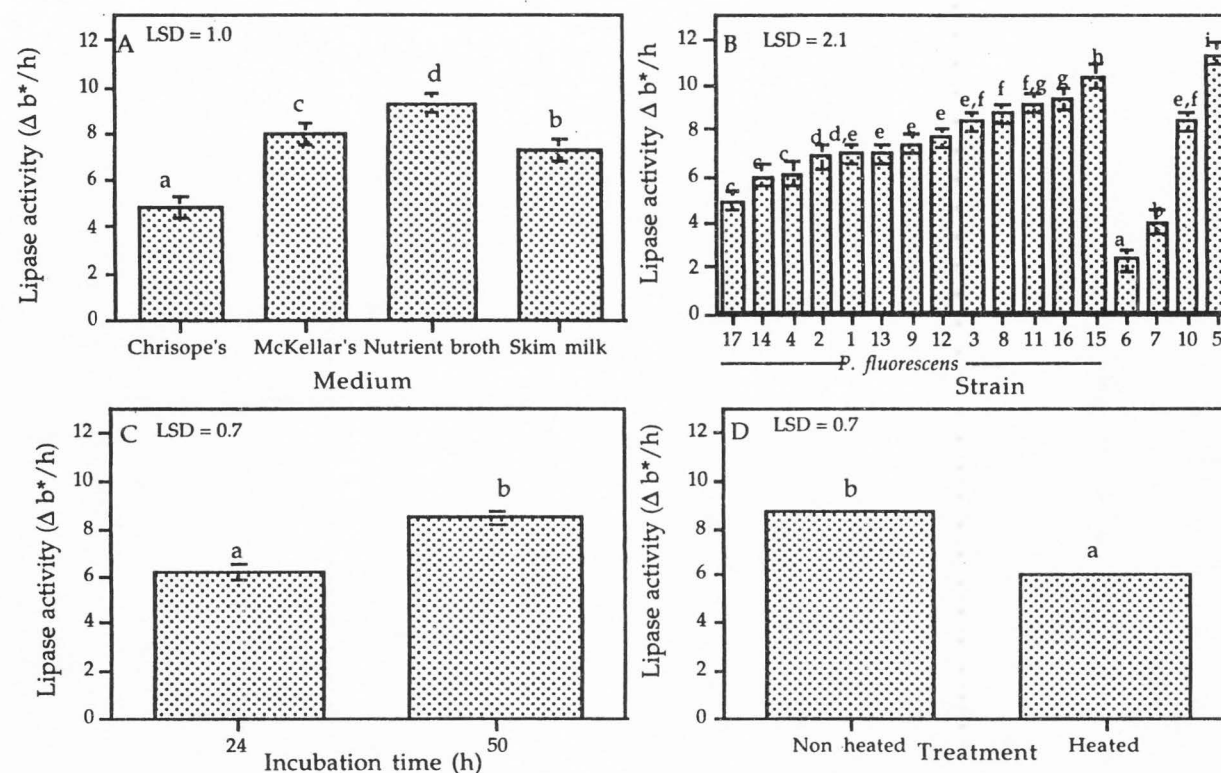 A LSD = 1.0
Lipase activity (Δ b*/h)
12
10
8
6
4
2
0
a
c
d
b
Chrisope's McKellar's Nutrient broth Skim milk
Medium
B LSD = 2.1
Lipase activity Δ b*/h)
12
10
8
6
4
2
0
c
c
c
d
d,e
e
e
e
e,f
f
f,g
g
h
a
b
e,f
i
17 14 4 2 1 13 9 12 3 8 11 16 15 6 7 10 5
P. fluorescens
Strain
C LSD = 0.7
Lipase activity (Δ b*/h)
12
10
8
6
4
2
0
a
b
24 50
Incubation time (h)
D LSD = 0.7
Lipase activity (Δ b*/h)
12
10
8
6
4
2
0
b
a
Non heated Heated
Treatment